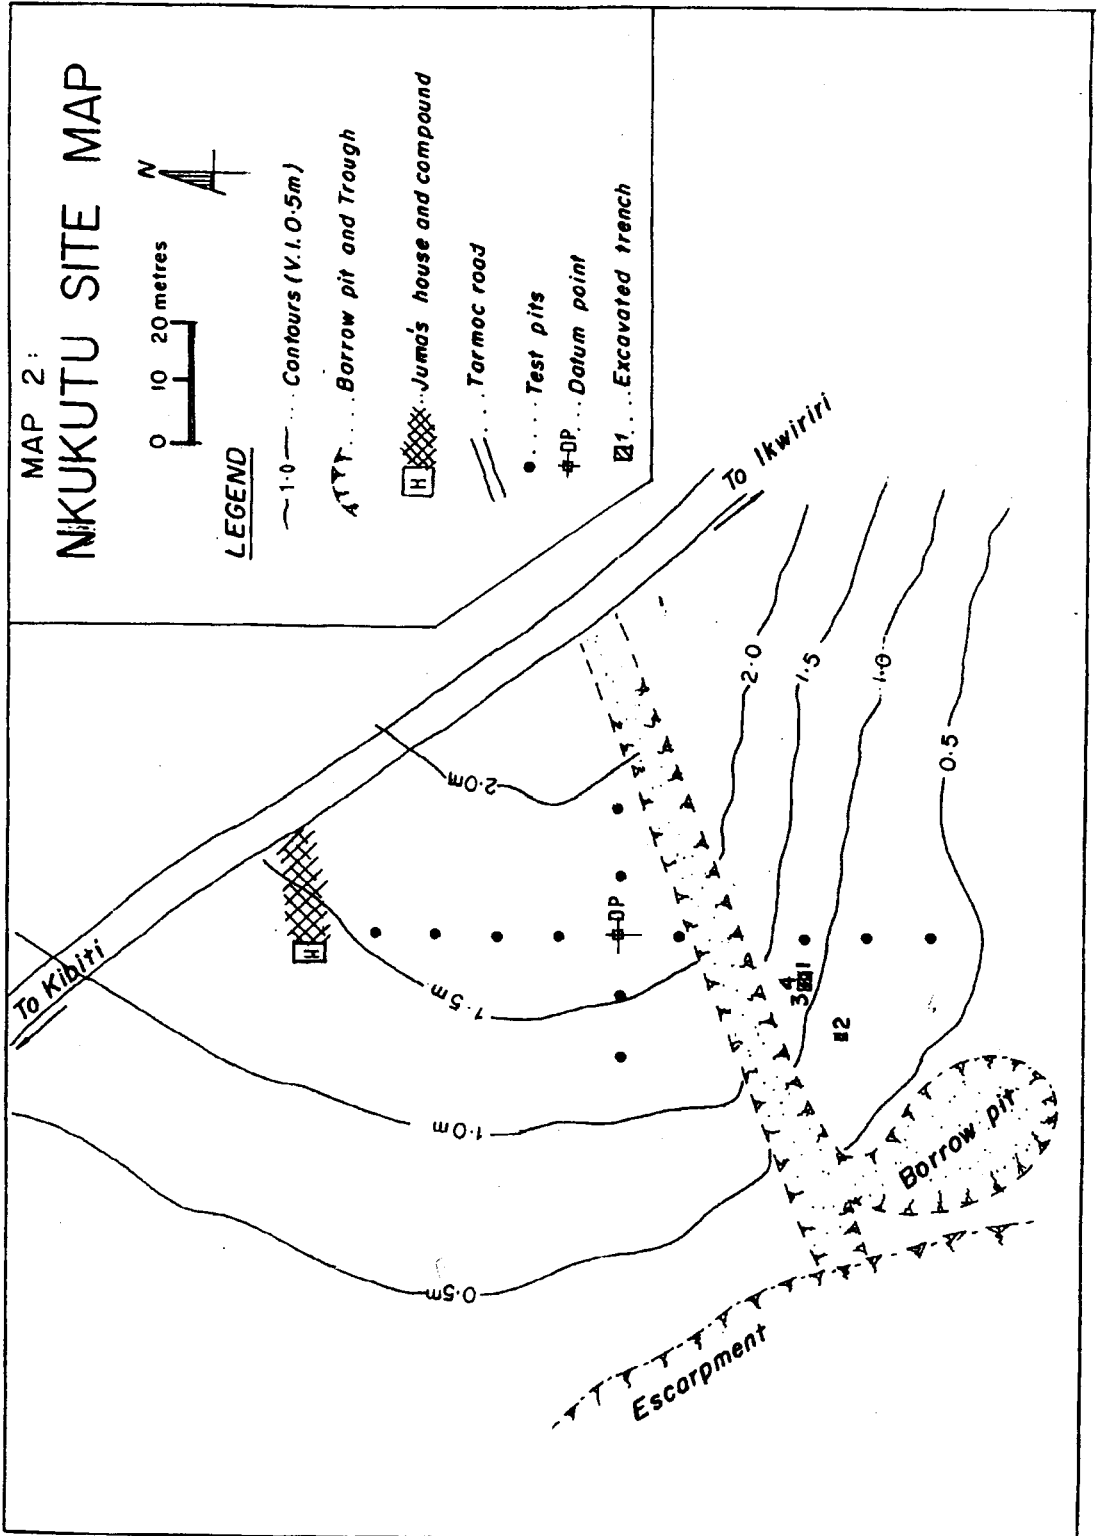 MAP 2:
NKUKUTU SITE MAP
0 10 20 metres
N
LEGEND
1·0 .... Contours (V.I. 0·5m)
.... Borrow pit and Trough
H ... Juma's house and compound
.... Tarmac road
..... Test pits
DP... Datum point
1.... Excavated trench
To Kibiti
To Ikwiriri
H
2·0m
1·5m
1·0m
0·5m
DP
2·0
1·5
1·0
0·5
4
3 1
2
Borrow pit
Escarpment